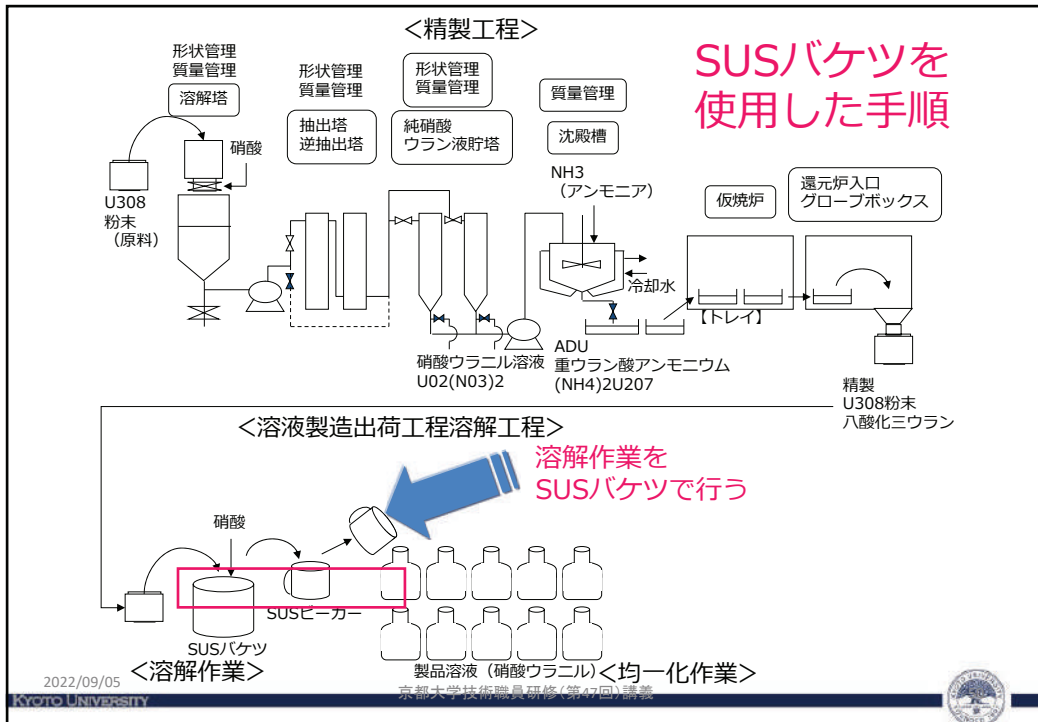 <精製工程>
SUSバケツを
使用した手順
形状管理
質量管理
溶解塔
硝酸
U308
粉末
(原料)
形状管理
質量管理
抽出塔
逆抽出塔
形状管理
質量管理
純硝酸
ウラン液貯塔
質量管理
沈殿槽
NH3
(アンモニア)
冷却水
仮焼炉
還元炉入口
グローブボックス
【トレイ】
硝酸ウラニル溶液
U02(N03)2
ADU
重ウラン酸アンモニウム
(NH4)2U207
精製
U308粉末
八酸化三ウラン
<溶液製造出荷工程溶解工程>
溶解作業を
SUSバケツで行う
硝酸
SUSビーカー
SUSバケツ
<溶解作業>
製品溶液(硝酸ウラニル)
<均一化作業>
2022/09/05
京都大学技術職員研修(第47回)講義
KYOTO UNIVERSITY